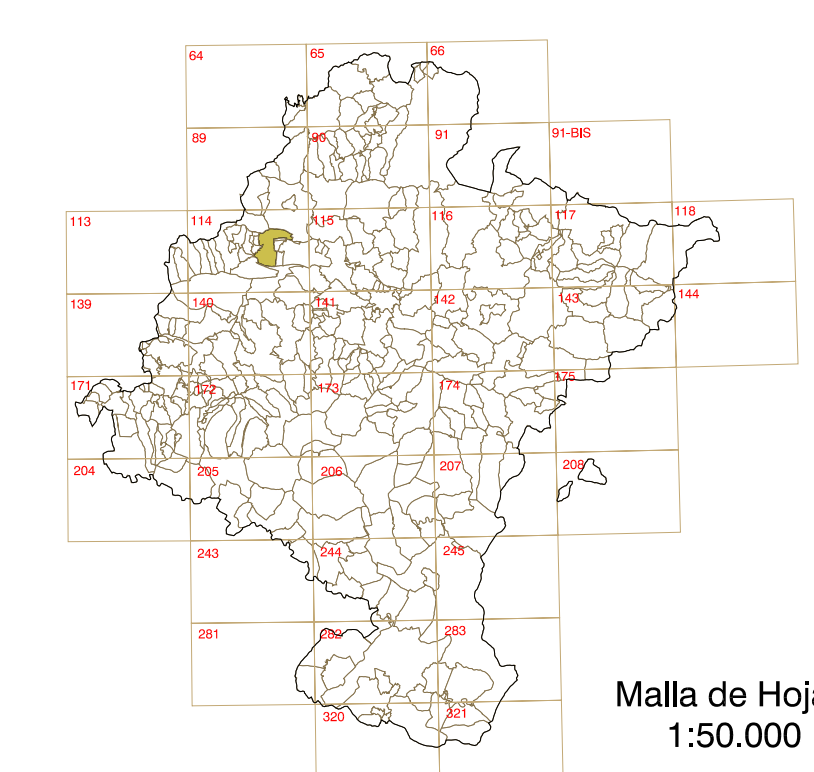 64 65 66
89 90 91 91-BIS
113 114 115 116 117 118
139 140 141 142 143 144
171 172 173 174 175
204 205 206 207 208
243 244 245
281 282 283
320 321
Malla de Hoja
1:50.000